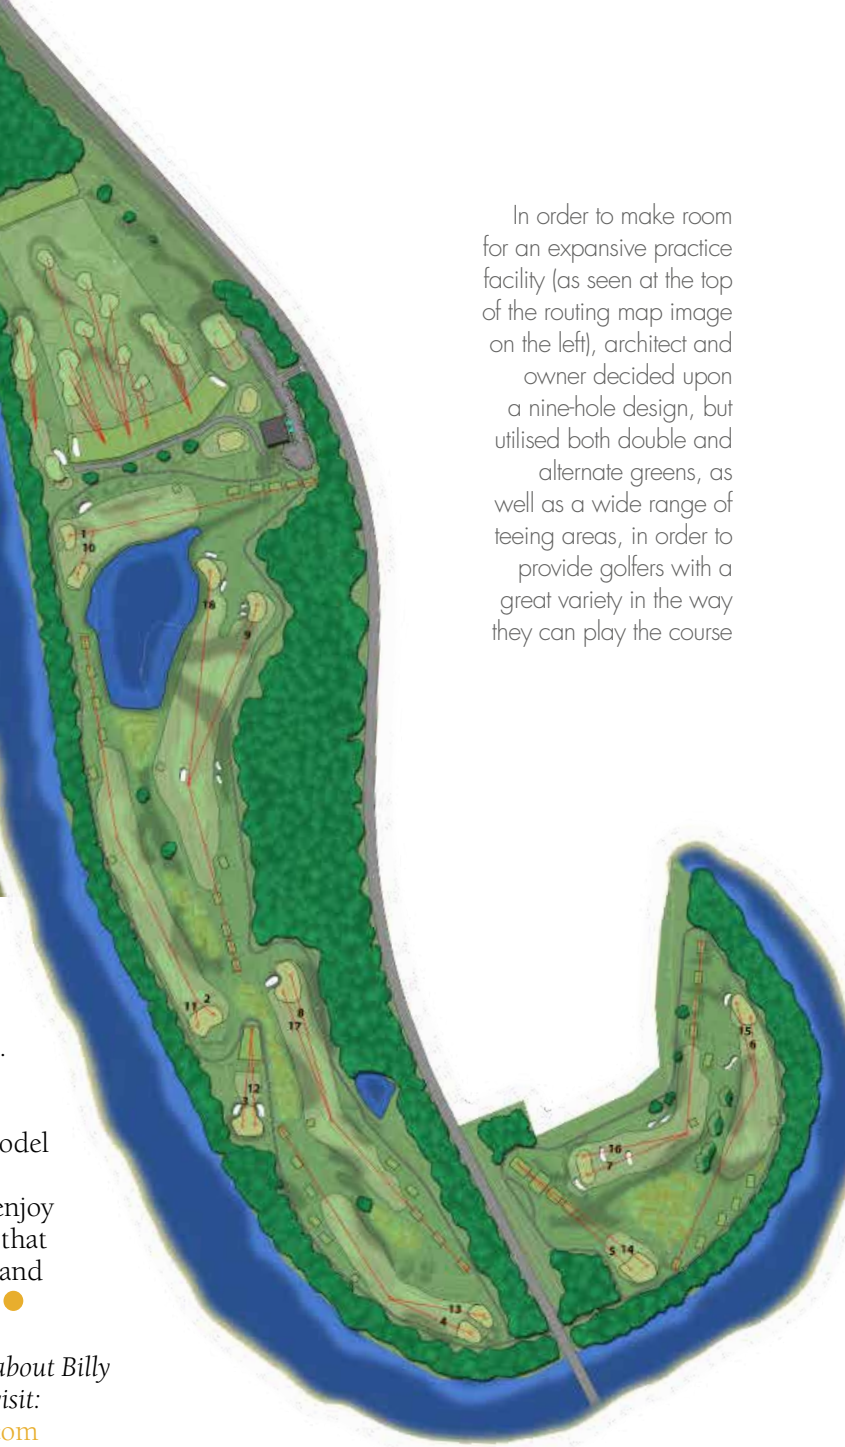 In order to make room
for an expansive practice
facility (as seen at the top
of the routing map image
on the left), architect and
owner decided upon
a nine-hole design, but
utilised both double and
alternate greens, as
well as a wide range of
teeing areas, in order to
provide golfers with a
great variety in the way
they can play the course
1
10
18
9
11 2
8
17
12
3
15
6
16
7
5 14
13
4
.
odel
enjoy
that
and
about Billy
visit:
om